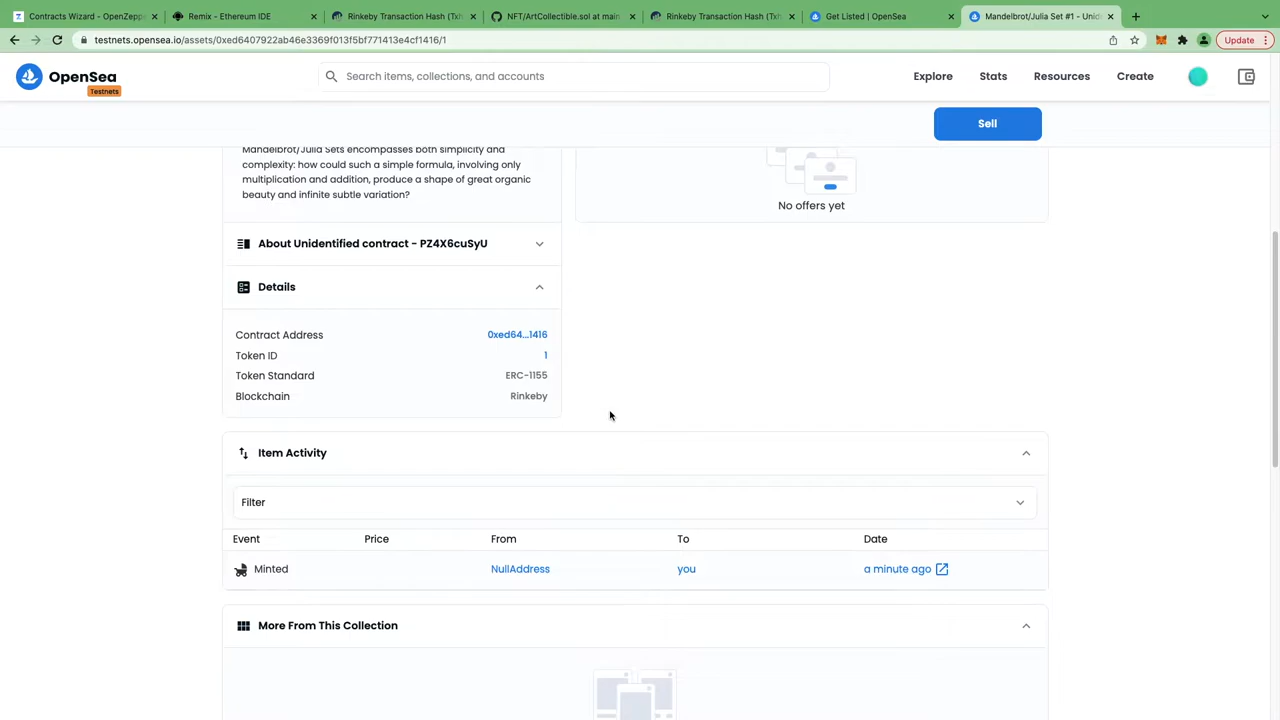 Contracts Wizard - OpenZeppe
Remix - Ethereum IDE
Rinkeby Transaction Hash (Txh
NFT/ArtCollectible.sol at main
Rinkeby Transaction Hash (Txh
Get Listed | OpenSea
Mandelbrot/Julia Set #1 - Unid
testnets.opensea.io/assets/0xed6407922ab46e3369f013f5bf771413e4cf1416/1
Update
OpenSea
Testnets
Search items, collections, and accounts
Explore
Stats
Resources
Create
Sell
Mandelbrot/Julia Sets encompasses both simplicity and
complexity: how could such a simple formula, involving only
multiplication and addition, produce a shape of great organic
beauty and infinite subtle variation?
No offers yet
About Unidentified contract - PZ4X6cuSyU
Details
Contract Address 0xed64...1416
Token ID 1
Token Standard ERC-1155
Blockchain Rinkeby
Item Activity
Filter
Event Price From To Date
Minted NullAddress you a minute ago
More From This Collection